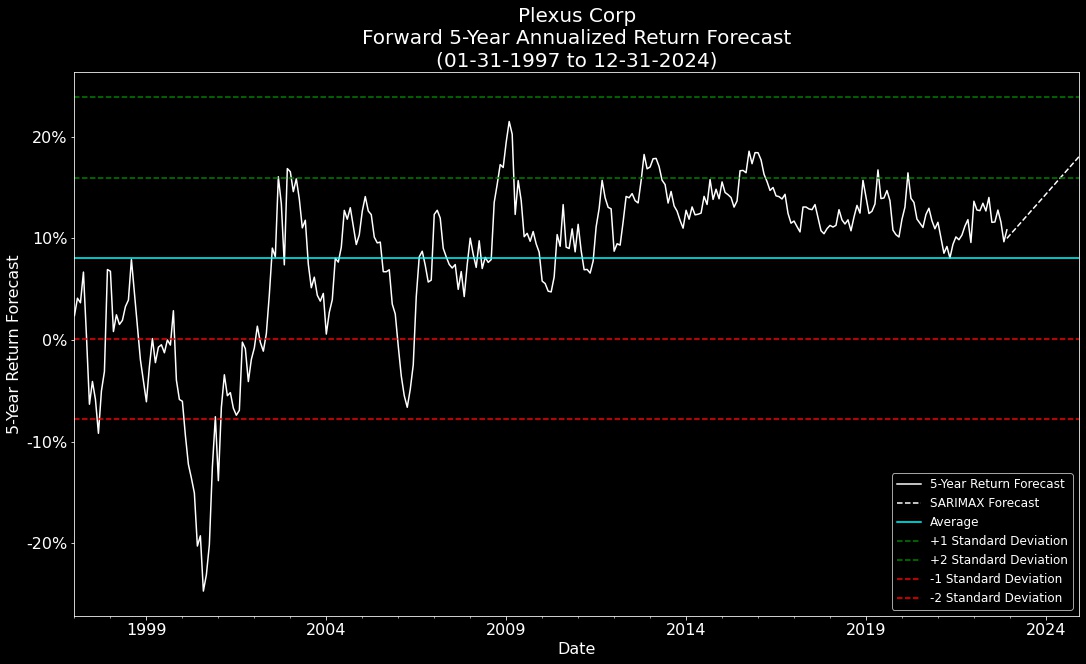 Plexus Corp
Forward 5-Year Annualized Return Forecast
(01-31-1997 to 12-31-2024)
5-Year Return Forecast
20%
10%
0%
-10%
-20%
5-Year Return Forecast
SARIMAX Forecast
Average
+1 Standard Deviation
+2 Standard Deviation
-1 Standard Deviation
-2 Standard Deviation
1999
2004
2009
2014
2019
2024
Date